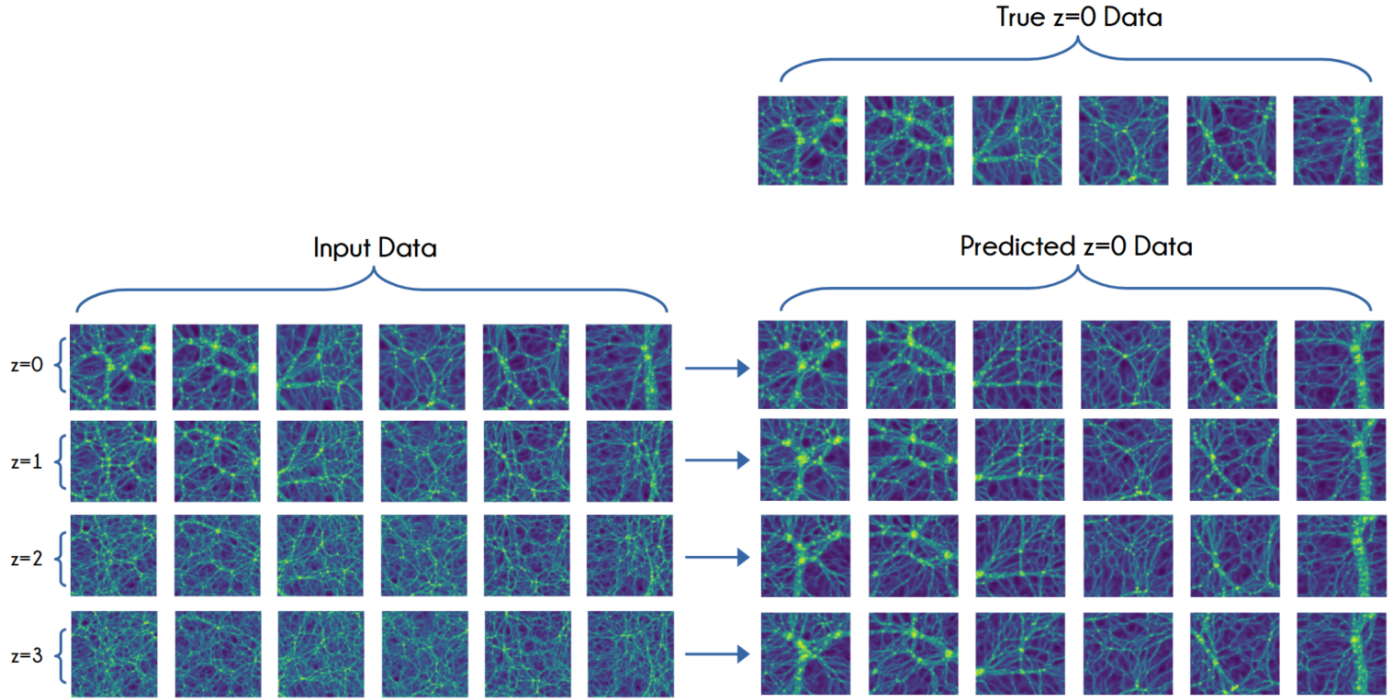 True z=0 Data
Input Data
Predicted z=0 Data
z=0
z=1
z=2
z=3